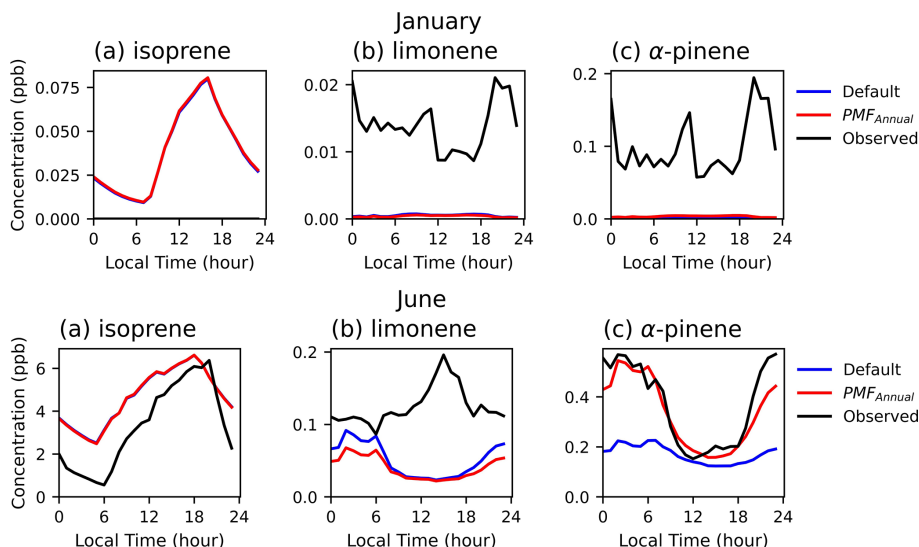 January
(a) isoprene
(b) limonene
(c) α-pinene
Concentration (ppb)
0.075
0.050
0.025
0.000
0 6 12 18 24
Local Time (hour)
0.02
0.01
0.00
0 6 12 18 24
Local Time (hour)
0.2
0.1
0.0
0 6 12 18 24
Local Time (hour)
Default
PMF_Annual
Observed
June
(a) isoprene
(b) limonene
(c) α-pinene
Concentration (ppb)
6
4
2
0
0 6 12 18 24
Local Time (hour)
0.2
0.1
0.0
0 6 12 18 24
Local Time (hour)
0.4
0.2
0.0
0 6 12 18 24
Local Time (hour)
Default
PMF_Annual
Observed